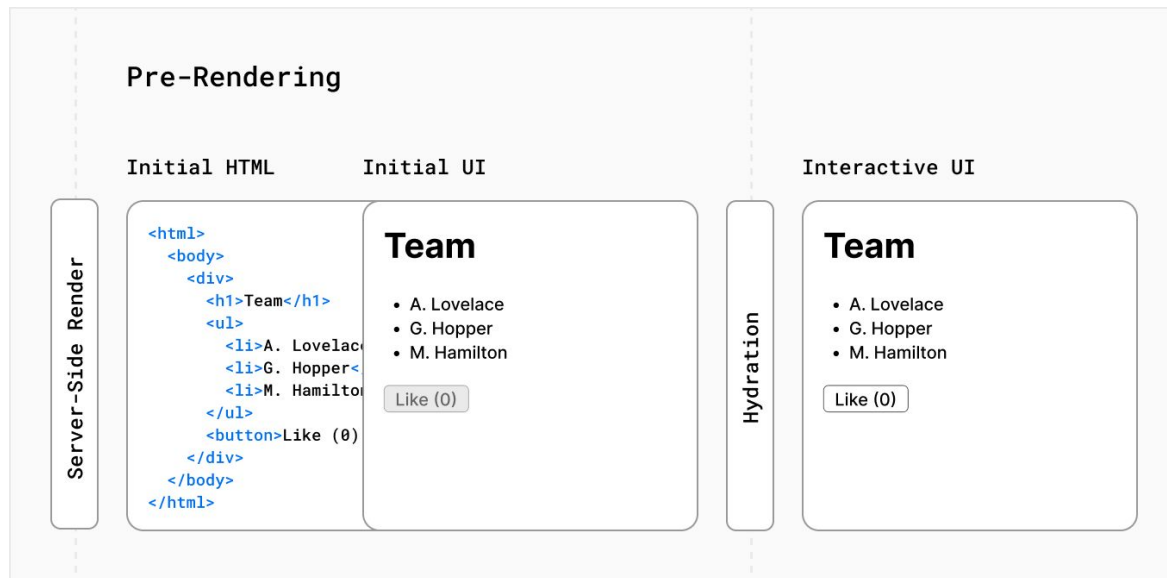 Pre-Rendering
Initial HTML
Initial UI
Interactive UI
Server-Side Render
<html>
<body>
<div>
<h1>Team</h1>
<ul>
<li>A. Lovelac
<li>G. Hopper<
<li>M. Hamilto
</ul>
<button>Like (0)
</div>
</body>
</html>
Team
• A. Lovelace
• G. Hopper
• M. Hamilton
Like (0)
Hydration
Team
• A. Lovelace
• G. Hopper
• M. Hamilton
Like (0)